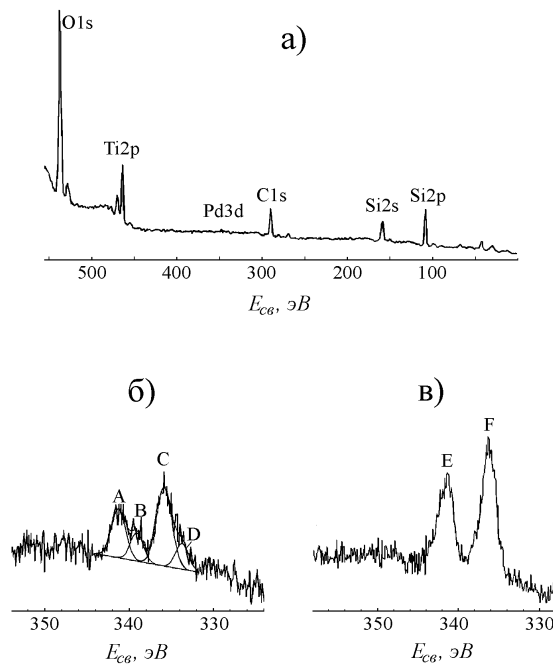 а)
O1s
Ti2p
Pd3d
C1s
Si2s
Si2p
500 400 300 200 100
Eсв, эВ
б)
A
B
C
D
350 340 330
Eсв, эВ
в)
E
F
350 340 330
Eсв, эВ